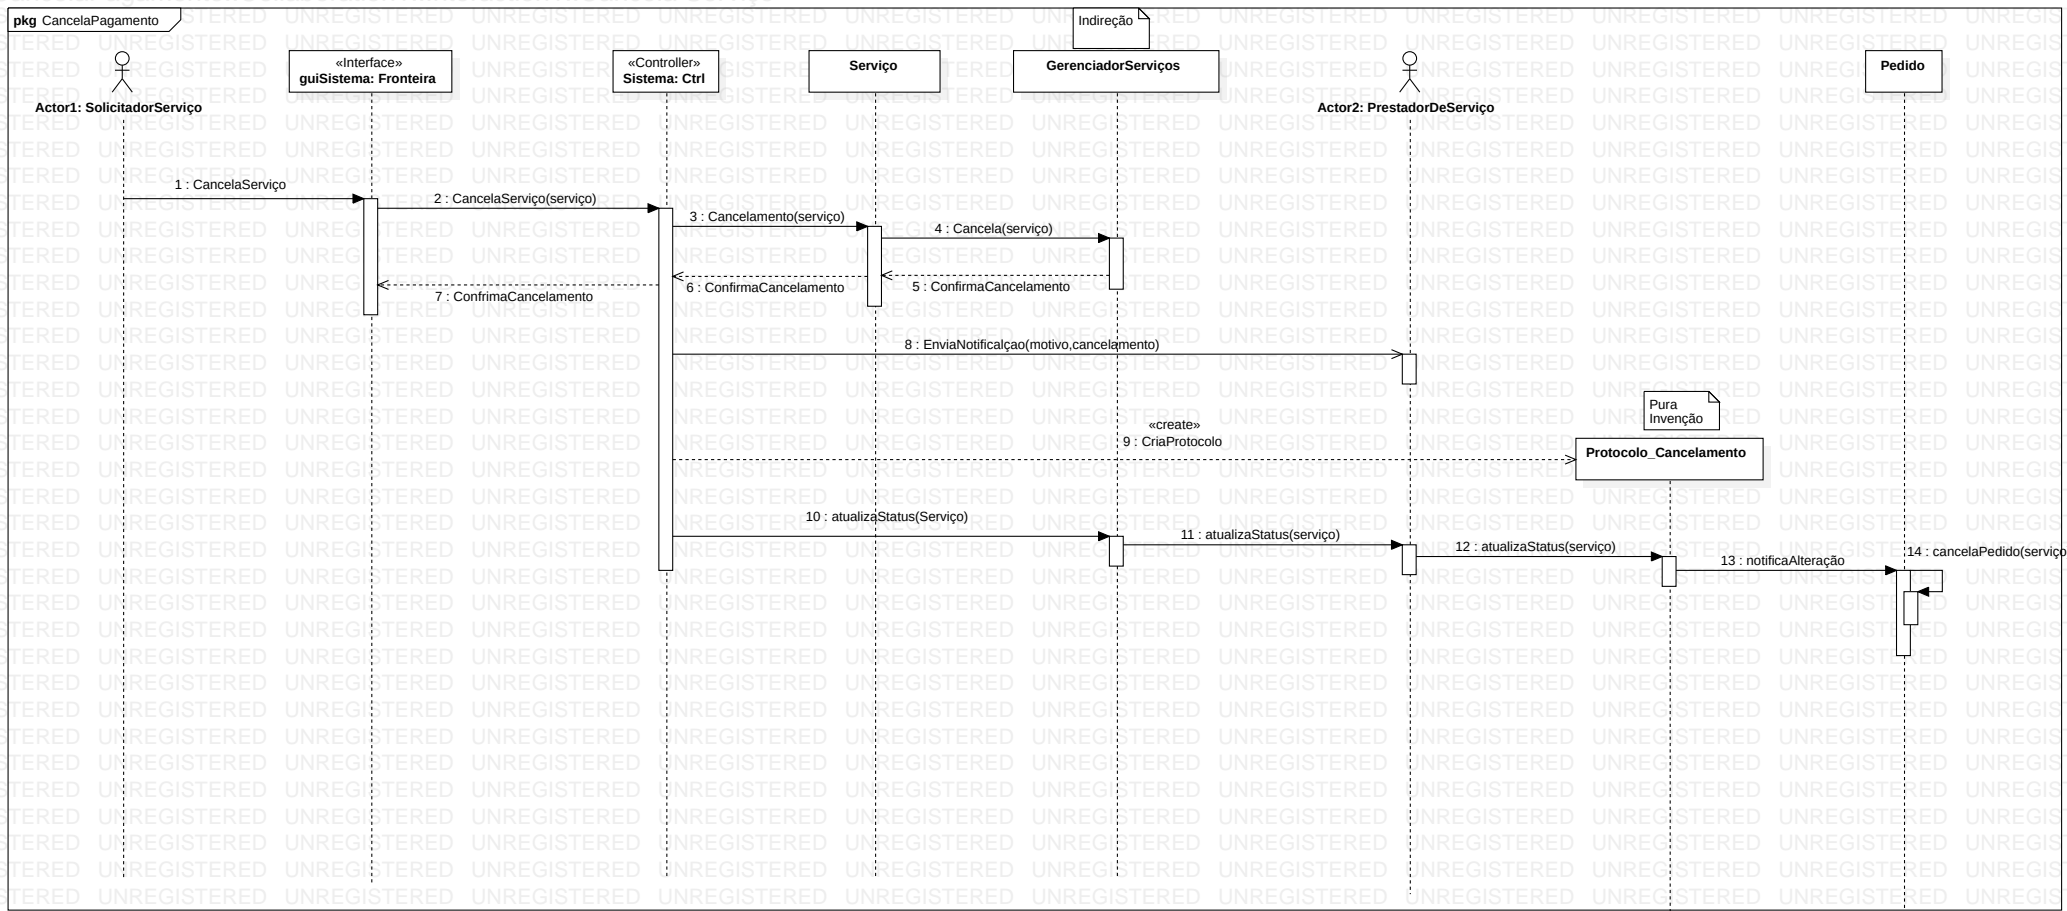 pkg CancelaPagamento
Indireção
«Interface»
guiSistema: Fronteira
«Controller»
Sistema: Ctrl
Serviço
GerenciadorServiços
Pedido
Actor1: SolicitadorServiço
Actor2: PrestadorDeServiço
1 : CancelaServiço
2 : CancelaServiço(serviço)
3 : Cancelamento(serviço)
4 : Cancela(serviço)
5 : ConfirmaCancelamento
6 : ConfirmaCancelamento
7 : ConfrimaCancelamento
8 : EnviaNotificalçao(motivo,cancelamento)
Pura
Invenção
«create»
9 : CriaProtocolo
Protocolo_Cancelamento
10 : atualizaStatus(Serviço)
11 : atualizaStatus(serviço)
12 : atualizaStatus(serviço)
13 : notificaAlteração
14 : cancelaPedido(serviço
UNREGISTERED